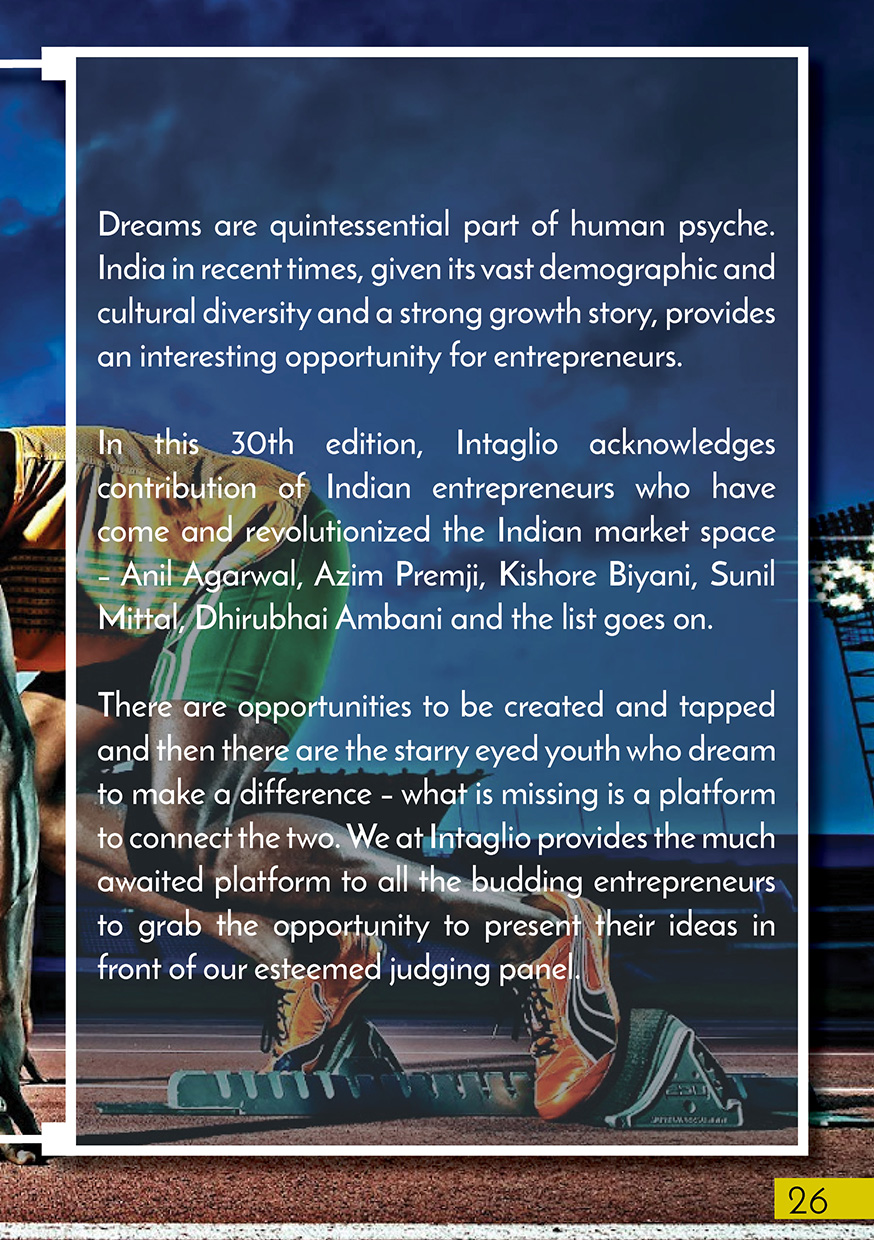 Dreams are quintessential part of human psyche.
India in recent times, given its vast demographic and
cultural diversity and a strong growth story, provides
an interesting opportunity for entrepreneurs.
In this 30th edition, Intaglio acknowledges
contribution of Indian entrepreneurs who have
come and revolutionized the Indian market space
– Anil Agarwal, Azim Premji, Kishore Biyani, Sunil
Mittal, Dhirubhai Ambani and the list goes on.
There are opportunities to be created and tapped
and then there are the starry eyed youth who dream
to make a difference – what is missing is a platform
to connect the two. We at Intaglio provides the much
awaited platform to all the budding entrepreneurs
to grab the opportunity to present their ideas in
front of our esteemed judging panel.
26